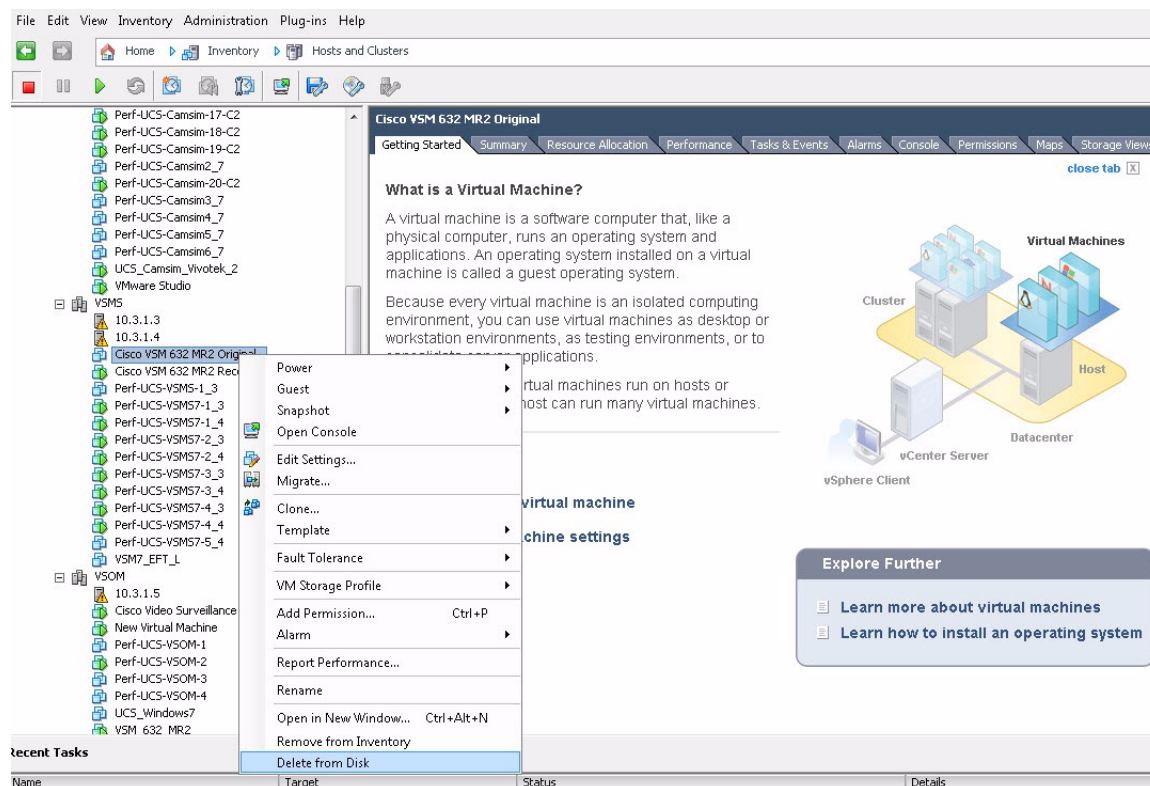 File Edit View Inventory Administration Plug-ins Help
Home Inventory Hosts and Clusters
Perf-UCS-Camsim-17-C2
Perf-UCS-Camsim-18-C2
Perf-UCS-Camsim-19-C2
Perf-UCS-Camsim2_7
Perf-UCS-Camsim-20-C2
Perf-UCS-Camsim3_7
Perf-UCS-Camsim4_7
Perf-UCS-Camsim5_7
Perf-UCS-Camsim6_7
UCS_Camsim_Vivotek_2
VMware Studio
VSMS
10.3.1.3
10.3.1.4
Cisco VSM 632 MR2 Original
Cisco VSM 632 MR2 Reco
Perf-UCS-VSMS-1_3
Perf-UCS-VSMS7-1_3
Perf-UCS-VSMS7-1_4
Perf-UCS-VSMS7-2_3
Perf-UCS-VSMS7-2_4
Perf-UCS-VSMS7-3_3
Perf-UCS-VSMS7-3_4
Perf-UCS-VSMS7-4_3
Perf-UCS-VSMS7-4_4
Perf-UCS-VSMS7-5_4
VSM7_EFT_L
VSOM
10.3.1.5
Cisco Video Surveillance
New Virtual Machine
Perf-UCS-VSOM-1
Perf-UCS-VSOM-2
Perf-UCS-VSOM-3
Perf-UCS-VSOM-4
UCS_Windows7
VSM_632_MR2
Power
Guest
Snapshot
Open Console
Edit Settings...
Migrate...
Clone...
Template
Fault Tolerance
VM Storage Profile
Add Permission... Ctrl+P
Alarm
Report Performance...
Rename
Open in New Window... Ctrl+Alt+N
Remove from Inventory
Delete from Disk
Cisco VSM 632 MR2 Original
Getting Started Summary Resource Allocation Performance Tasks & Events Alarms Console Permissions Maps Storage Views
close tab X
What is a Virtual Machine?
A virtual machine is a software computer that, like a
physical computer, runs an operating system and
applications. An operating system installed on a virtual
machine is called a guest operating system.
Because every virtual machine is an isolated computing
environment, you can use virtual machines as desktop or
workstation environments, as testing environments, or to
applications.
rtual machines run on hosts or
host can run many virtual machines.
virtual machine
chine settings
Virtual Machines
Cluster
Host
Datacenter
vCenter Server
vSphere Client
Explore Further
Learn more about virtual machines
Learn how to install an operating system
Recent Tasks
Name Target Status Details